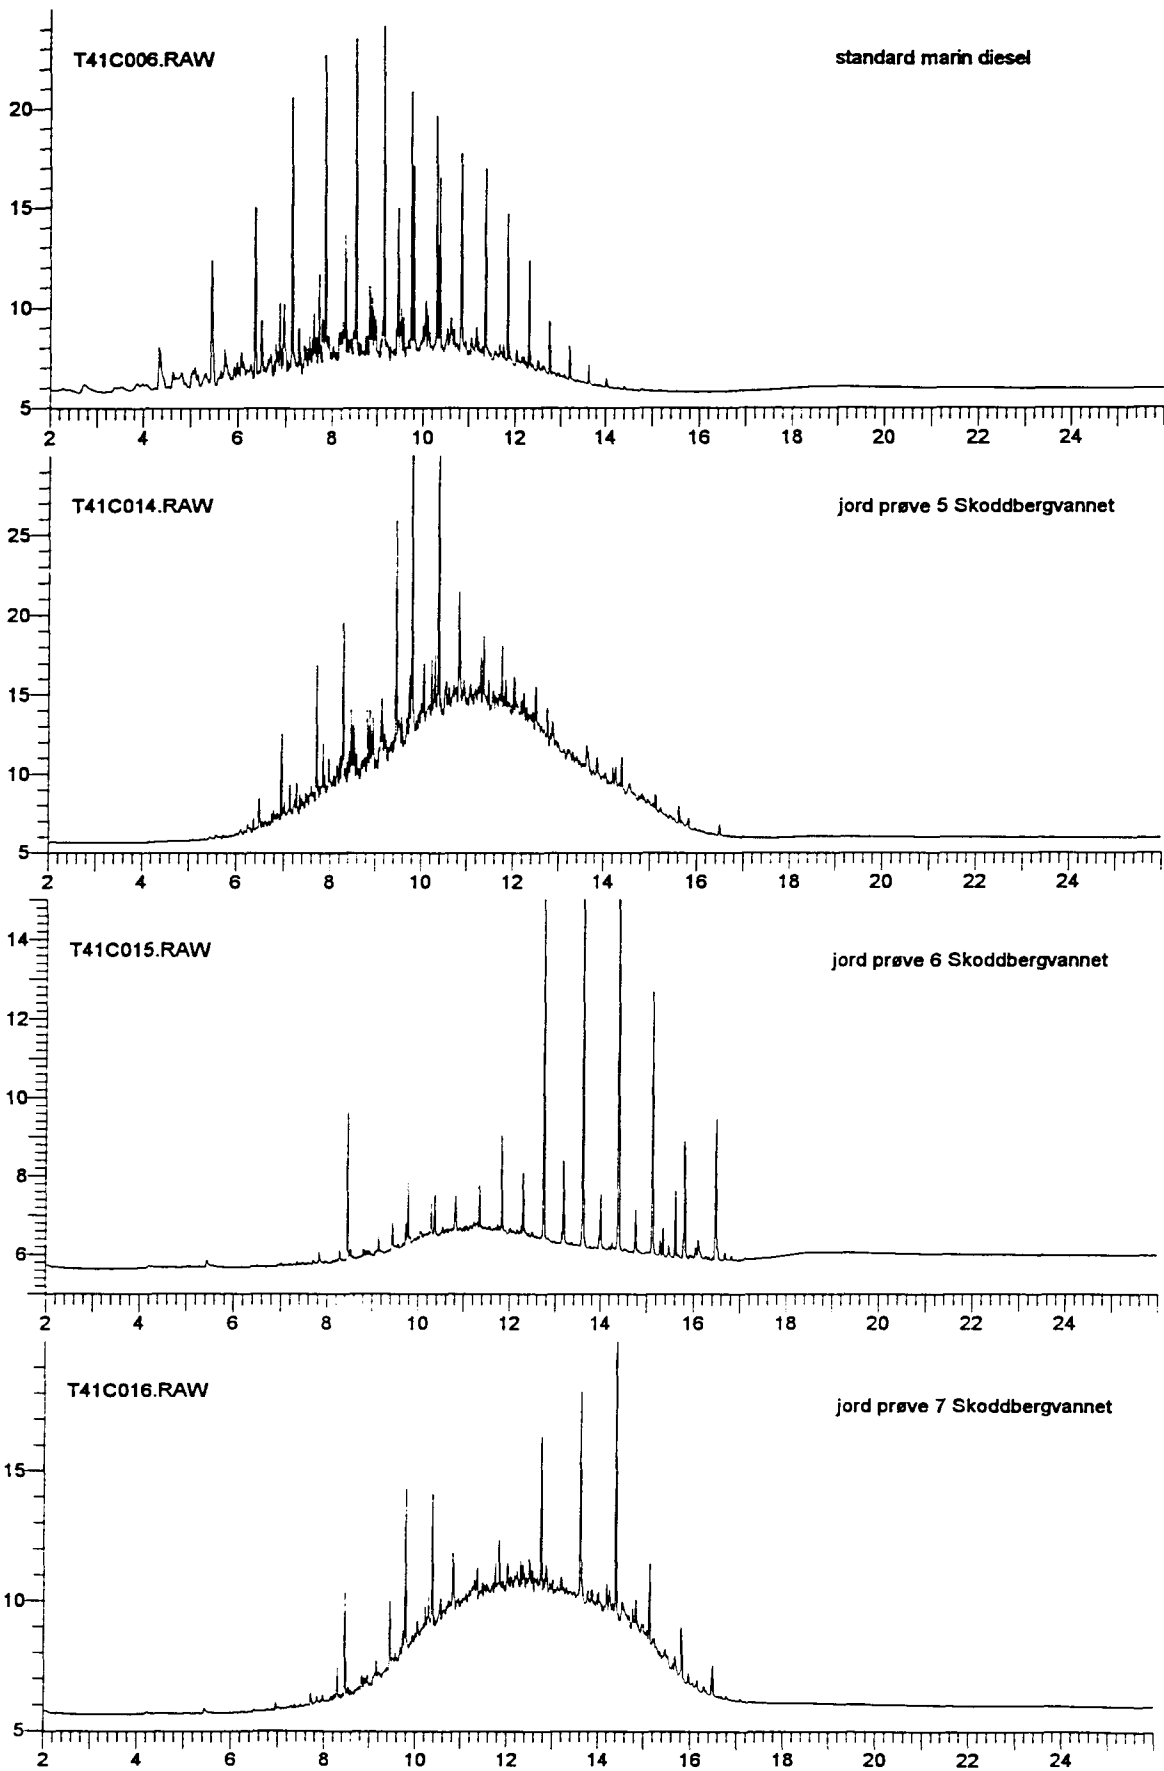 T41C006.RAW
standard marin diesel
20
15
10
5
2 4 6 8 10 12 14 16 18 20 22 24
T41C014.RAW
jord prøve 5 Skoddbergvannet
25
20
15
10
5
2 4 6 8 10 12 14 16 18 20 22 24
T41C015.RAW
jord prøve 6 Skoddbergvannet
14
12
10
8
6
2 4 6 8 10 12 14 16 18 20 22 24
T41C016.RAW
jord prøve 7 Skoddbergvannet
15
10
5
2 4 6 8 10 12 14 16 18 20 22 24